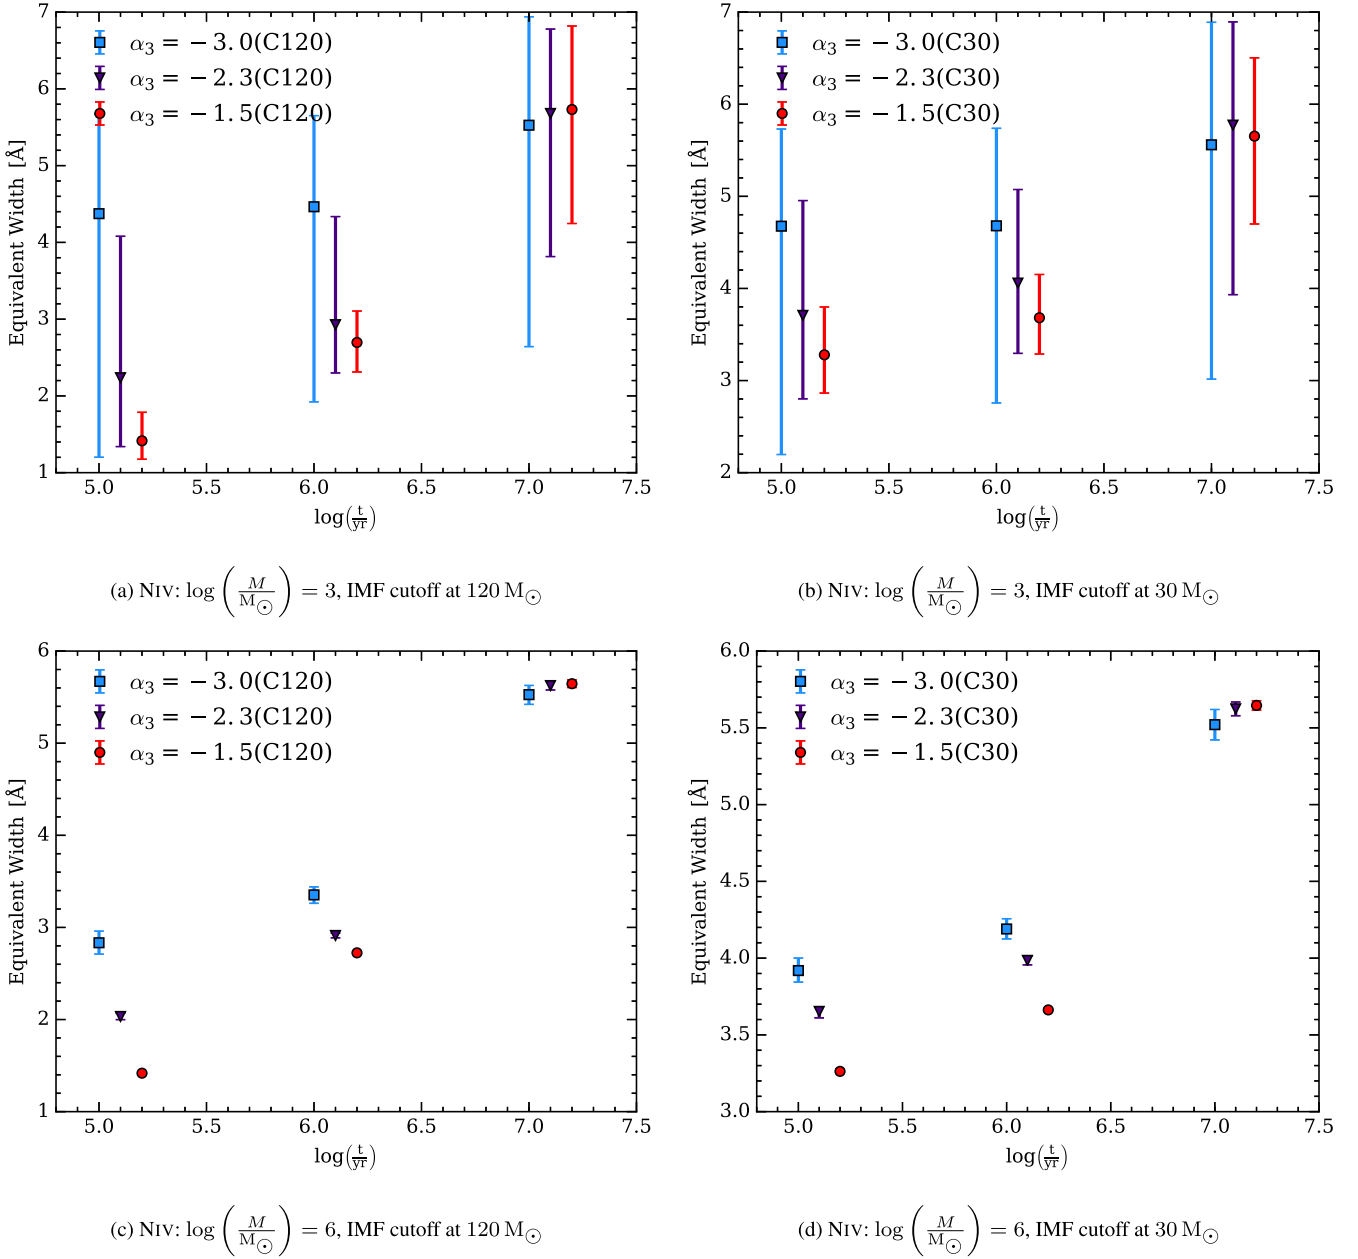 7
6
5
4
3
2
1
Equivalent Width [Å]
α₃ = −3.0(C120)
α₃ = −2.3(C120)
α₃ = −1.5(C120)
5.0 5.5 6.0 6.5 7.0 7.5
log(t/yr)
(a) NIV: log (M/M☉) = 3, IMF cutoff at 120 M☉
7
6
5
4
3
2
Equivalent Width [Å]
α₃ = −3.0(C30)
α₃ = −2.3(C30)
α₃ = −1.5(C30)
5.0 5.5 6.0 6.5 7.0 7.5
log(t/yr)
(b) NIV: log (M/M☉) = 3, IMF cutoff at 30 M☉
6
5
4
3
2
1
Equivalent Width [Å]
α₃ = −3.0(C120)
α₃ = −2.3(C120)
α₃ = −1.5(C120)
5.0 5.5 6.0 6.5 7.0 7.5
log(t/yr)
(c) NIV: log (M/M☉) = 6, IMF cutoff at 120 M☉
6.0
5.5
5.0
4.5
4.0
3.5
3.0
Equivalent Width [Å]
α₃ = −3.0(C30)
α₃ = −2.3(C30)
α₃ = −1.5(C30)
5.0 5.5 6.0 6.5 7.0 7.5
log(t/yr)
(d) NIV: log (M/M☉) = 6, IMF cutoff at 30 M☉